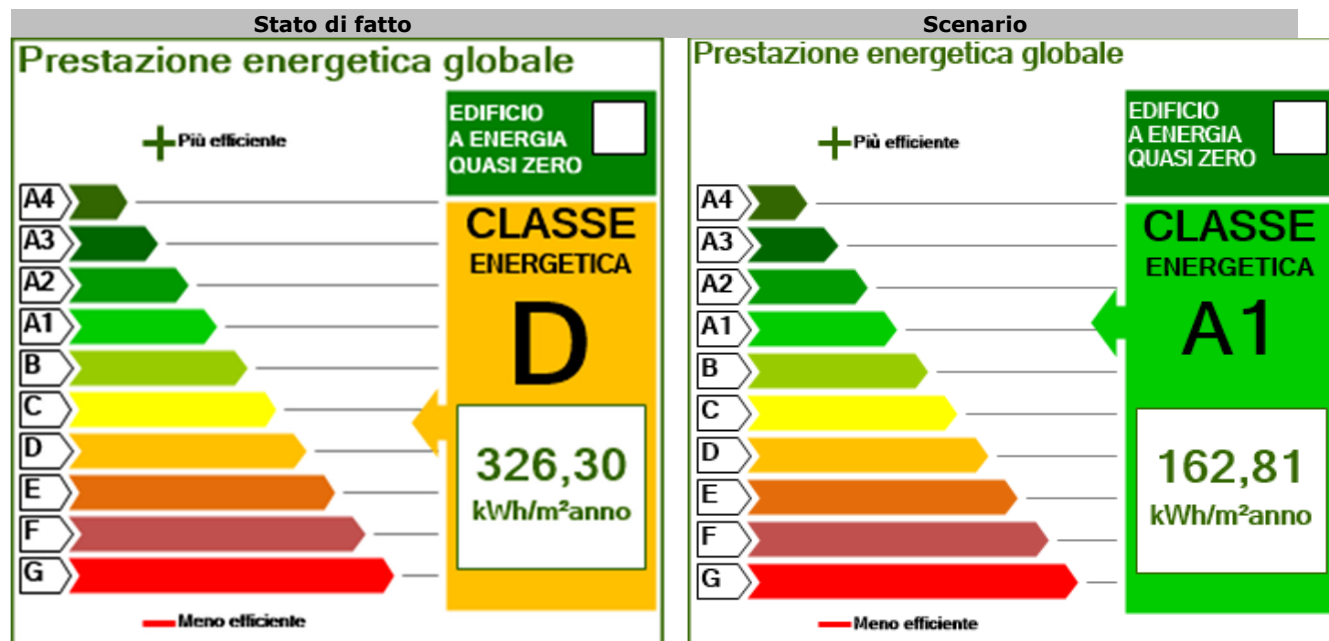 Stato di fatto
Scenario
Prestazione energetica globale
Più efficiente
EDIFICIO
A ENERGIA
QUASI ZERO
A4
A3
A2
A1
B
C
D
E
F
G
CLASSE
ENERGETICA
D
326,30
kWh/m²anno
Meno efficiente
Prestazione energetica globale
Più efficiente
EDIFICIO
A ENERGIA
QUASI ZERO
A4
A3
A2
A1
B
C
D
E
F
G
CLASSE
ENERGETICA
A1
162,81
kWh/m²anno
Meno efficiente